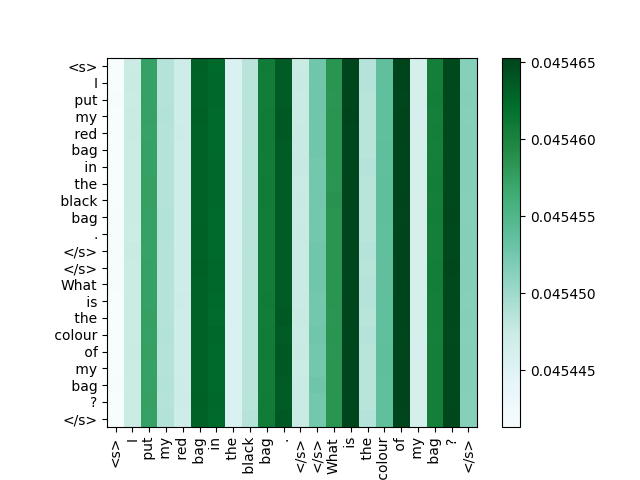 <s>
I
put
my
red
bag
in
the
black
bag
.
</s>
</s>
What
is
the
colour
of
my
bag
?
</s>
<s>
I
put
my
red
bag
in
the
black
bag
.
</s>
</s>
What
is
the
colour
of
my
bag
?
</s>
0.045465
0.045460
0.045455
0.045450
0.045445